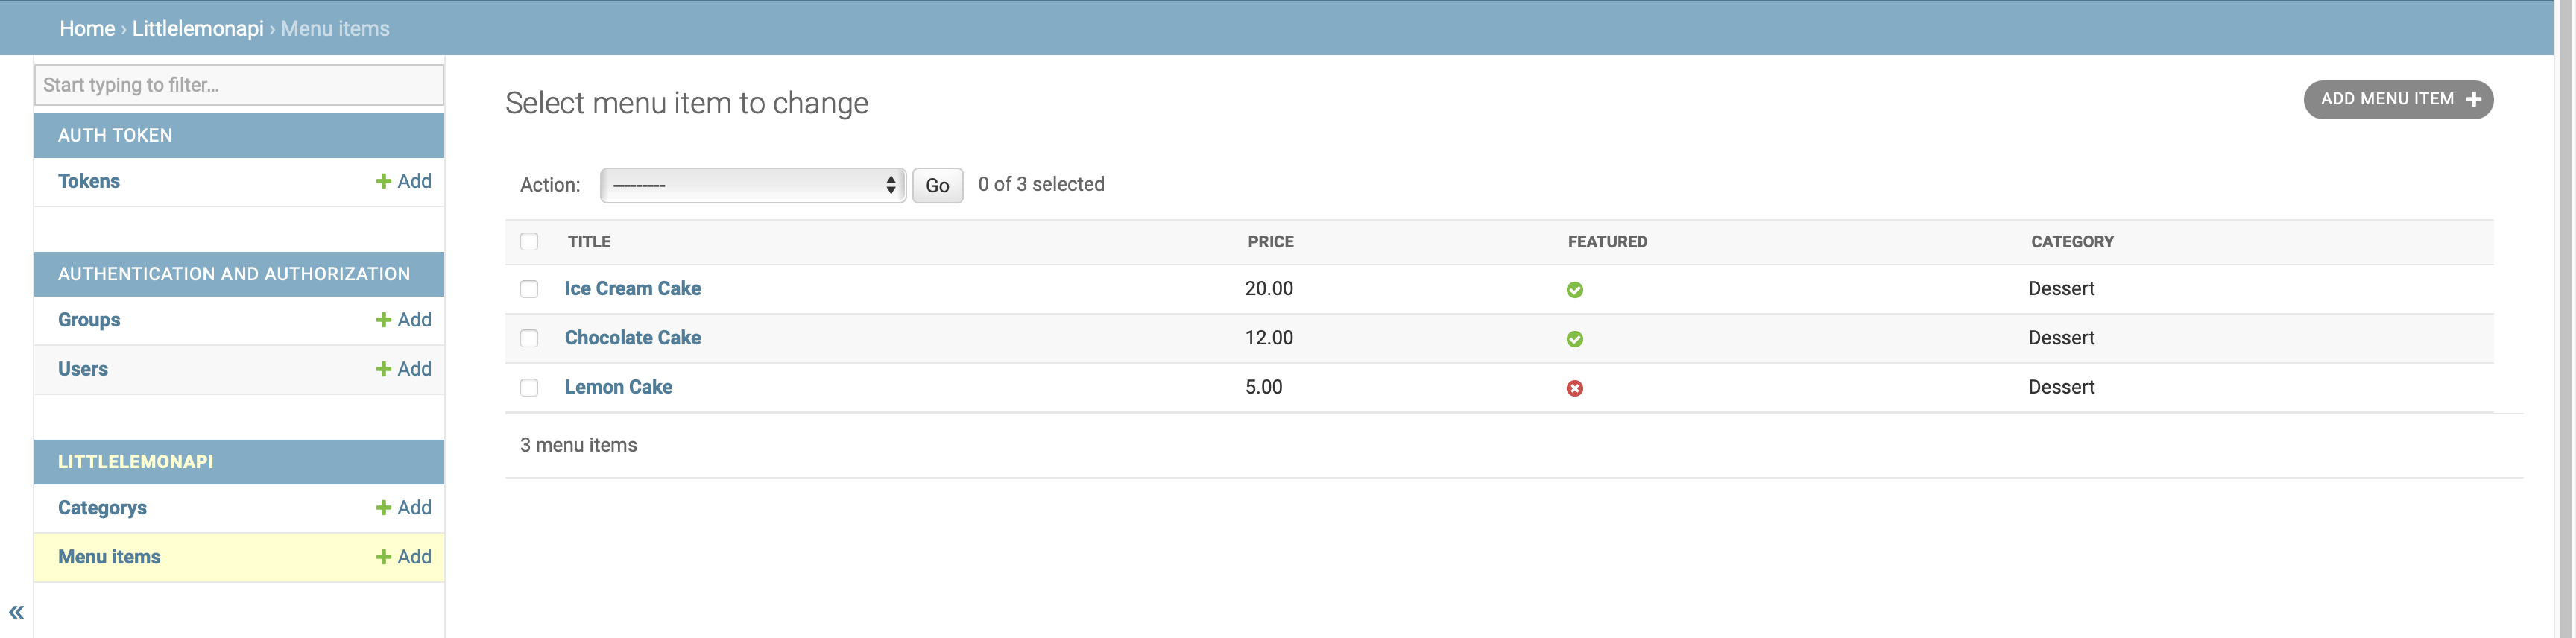 Home › Littlelemonapi › Menu items
Start typing to filter...
AUTH TOKEN
Tokens + Add
AUTHENTICATION AND AUTHORIZATION
Groups + Add
Users + Add
LITTLELEMONAPI
Categorys + Add
Menu items + Add
«
Select menu item to change
ADD MENU ITEM +
Action: --------- Go 0 of 3 selected
TITLE PRICE FEATURED CATEGORY
Ice Cream Cake 20.00 Dessert
Chocolate Cake 12.00 Dessert
Lemon Cake 5.00 Dessert
3 menu items